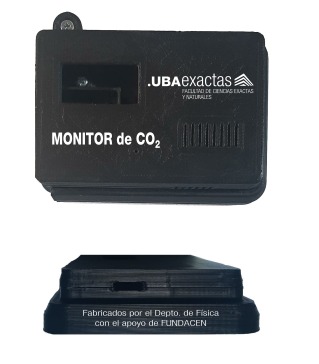 .UBAexactas
FACULTAD DE CIENCIAS EXACTAS
Y NATURALES
MONITOR de CO₂
Fabricados por el Depto. de Física
con el apoyo de FUNDACEN